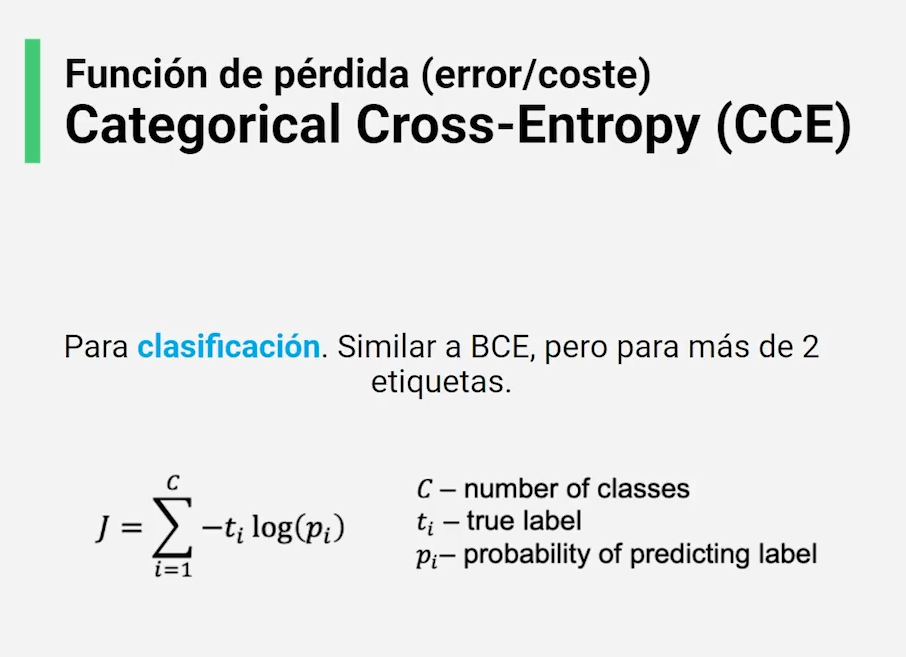 Función de pérdida (error/coste)
Categorical Cross-Entropy (CCE)
Para clasificación. Similar a BCE, pero para más de 2
etiquetas.
J = ∑_{i=1}^{C} −t_i log(p_i)
C – number of classes
t_i – true label
p_i– probability of predicting label